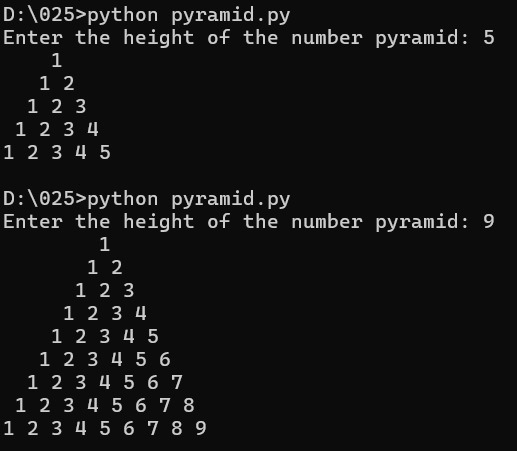 D:\025>python pyramid.py
Enter the height of the number pyramid: 5
    1
   1 2
  1 2 3
 1 2 3 4
1 2 3 4 5

D:\025>python pyramid.py
Enter the height of the number pyramid: 9
        1
       1 2
      1 2 3
     1 2 3 4
    1 2 3 4 5
   1 2 3 4 5 6
  1 2 3 4 5 6 7
 1 2 3 4 5 6 7 8
1 2 3 4 5 6 7 8 9